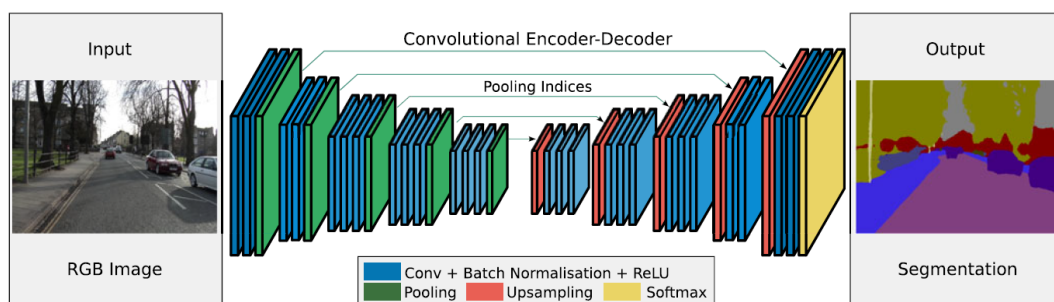 Input
RGB Image
Convolutional Encoder-Decoder
Pooling Indices
Conv + Batch Normalisation + ReLU
Pooling
Upsampling
Softmax
Output
Segmentation